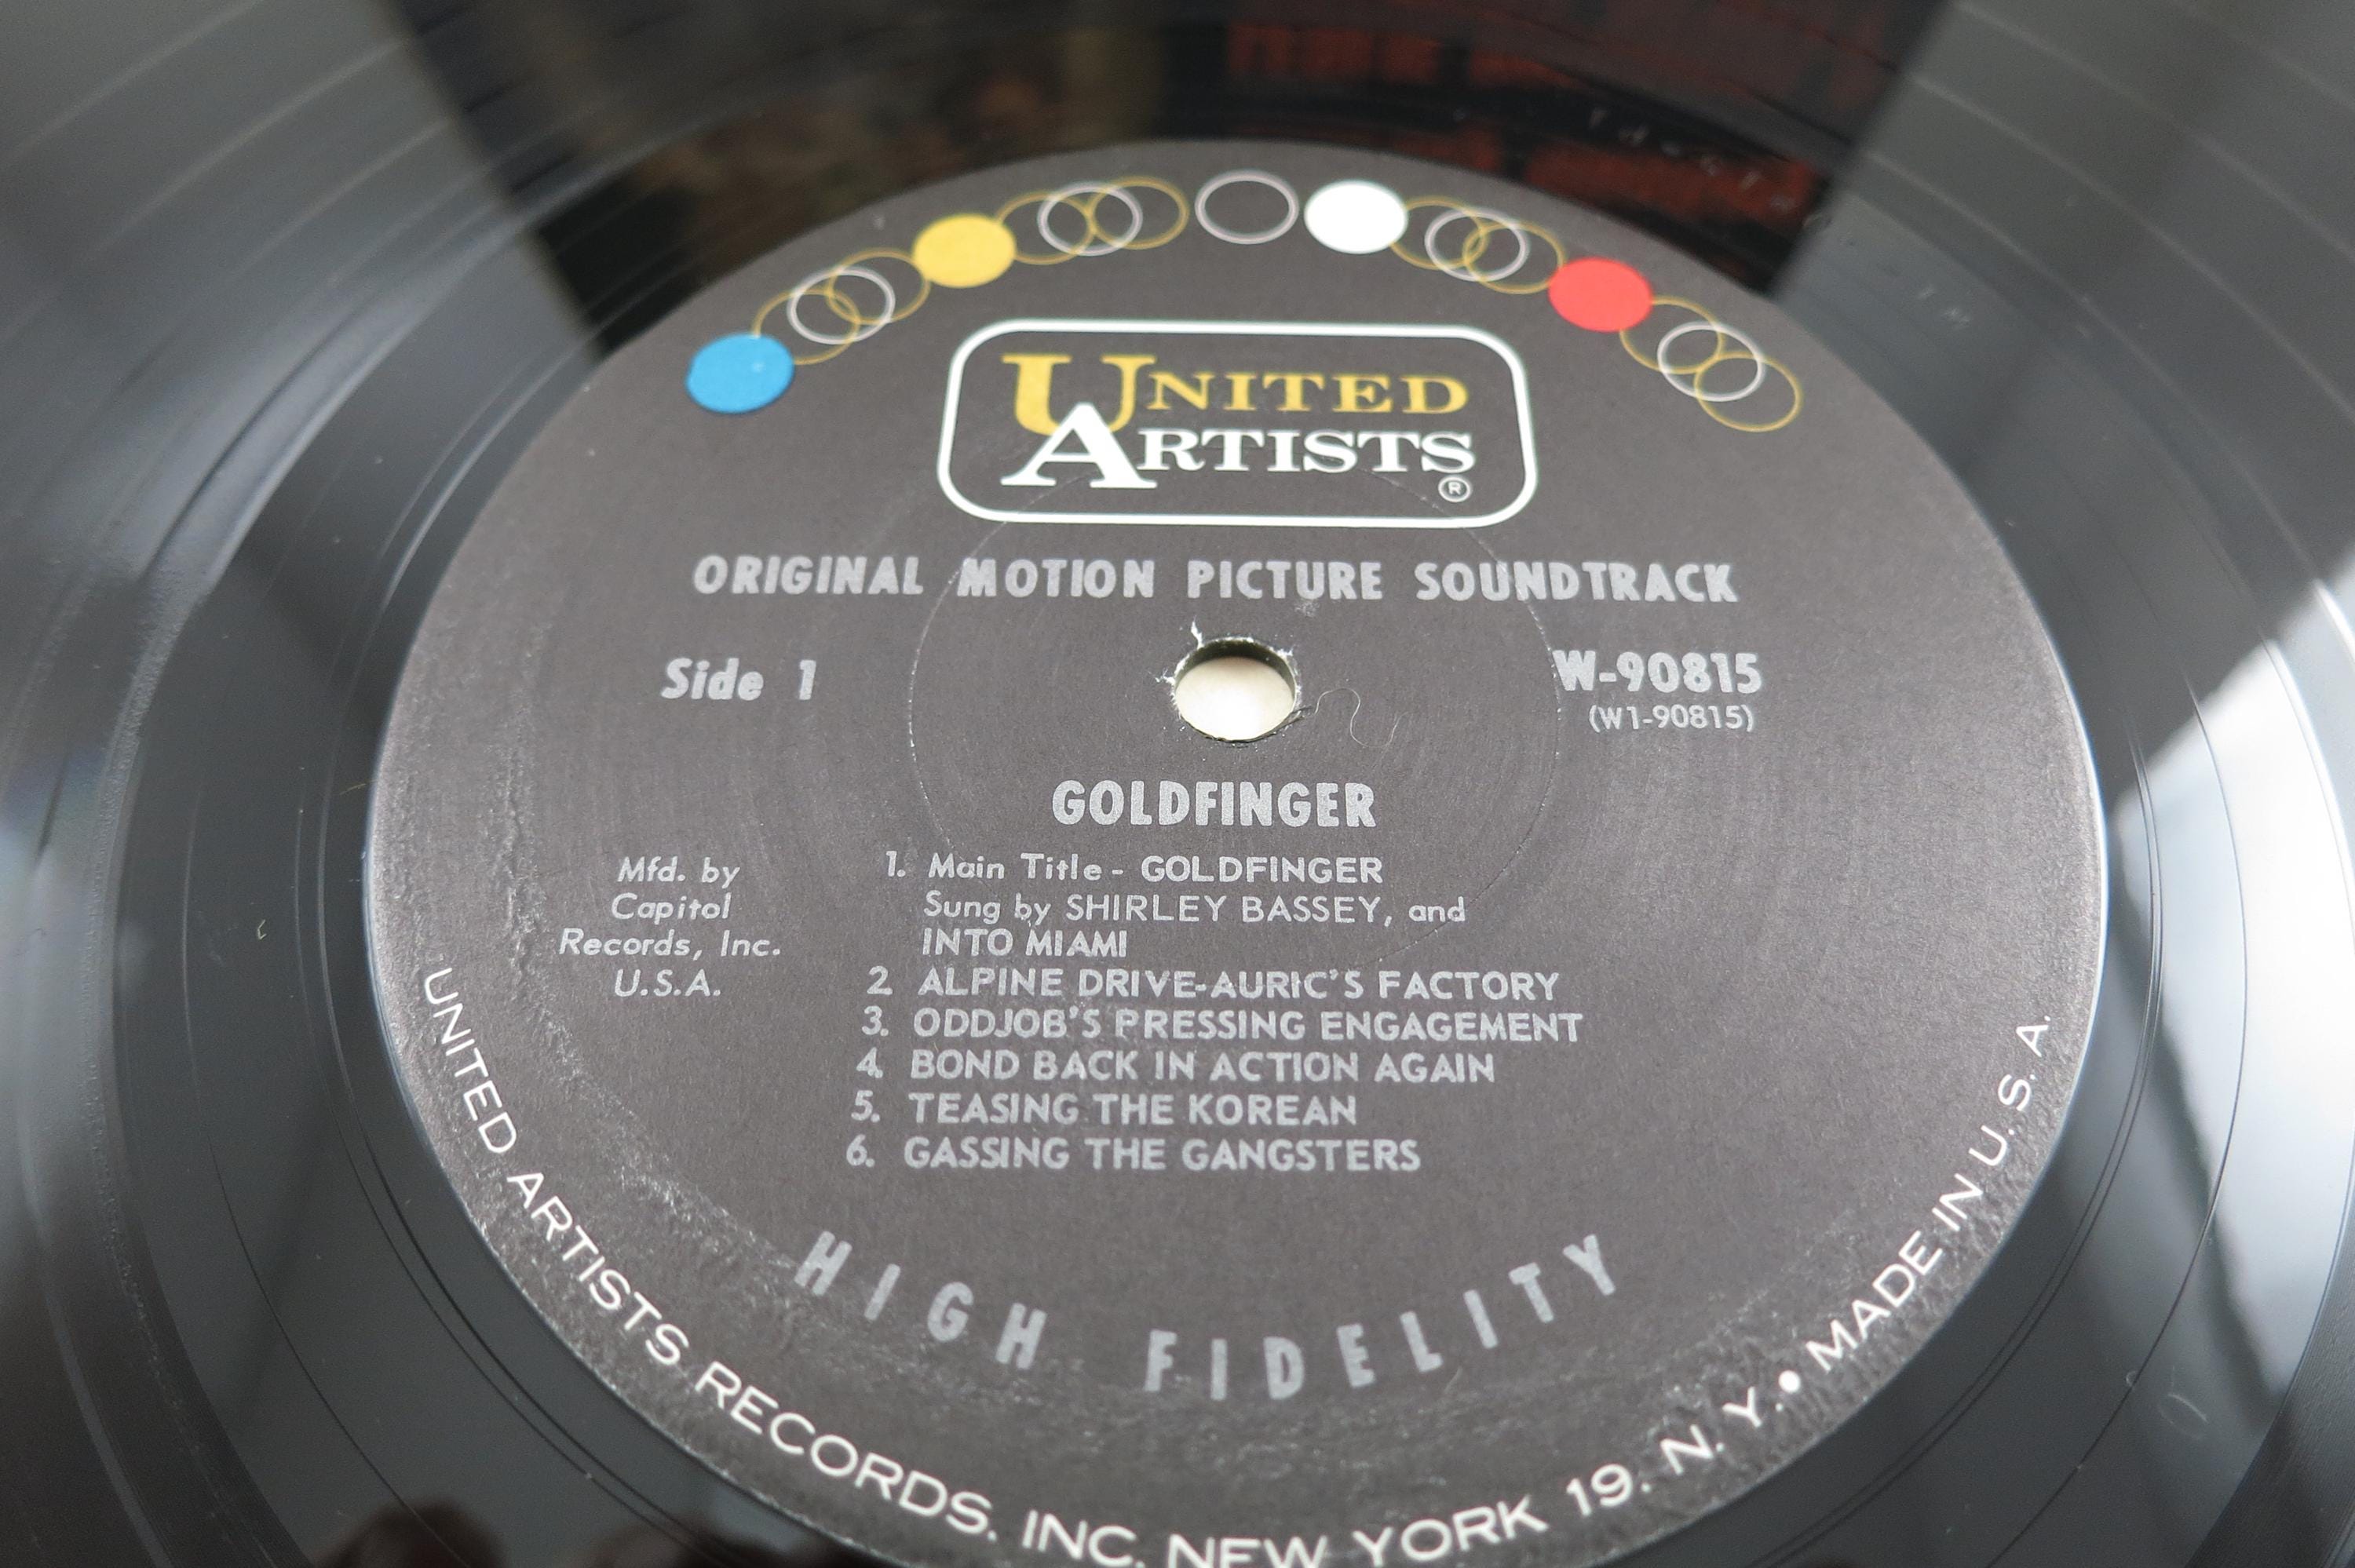 UNITED
ARTISTS
®
ORIGINAL MOTION PICTURE SOUNDTRACK
Side 1
W-90815
(W1-90815)
GOLDFINGER
Mfd. by
Capitol
Records, Inc.
U.S.A.
1. Main Title - GOLDFINGER
Sung by SHIRLEY BASSEY, and
INTO MIAMI
2. ALPINE DRIVE-AURIC'S FACTORY
3. ODDJOB'S PRESSING ENGAGEMENT
4. BOND BACK IN ACTION AGAIN
5. TEASING THE KOREAN
6. GASSING THE GANGSTERS
HIGH FIDELITY
UNITED ARTISTS RECORDS, INC. NEW YORK 19. N. Y. • MADE IN U. S. A.